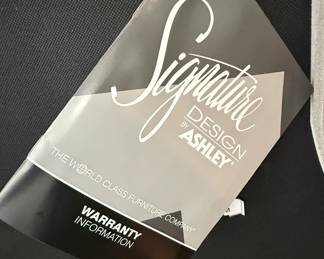 Signature
DESIGN
BY ASHLEY
THE WORLD CLASS FURNITURE COMPANY
WARRANTY
INFORMATION